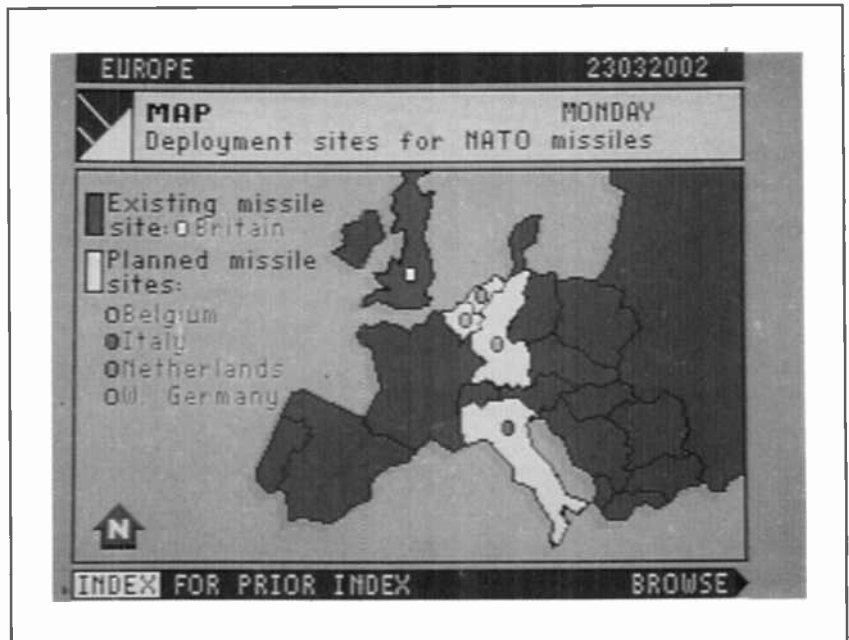 EUROPE 23032002
MAP MONDAY
Deployment sites for NATO missiles
Existing missile
site: Britain
Planned missile
sites:
Belgium
Italy
Netherlands
W. Germany
N
INDEX FOR PRIOR INDEX BROWSE